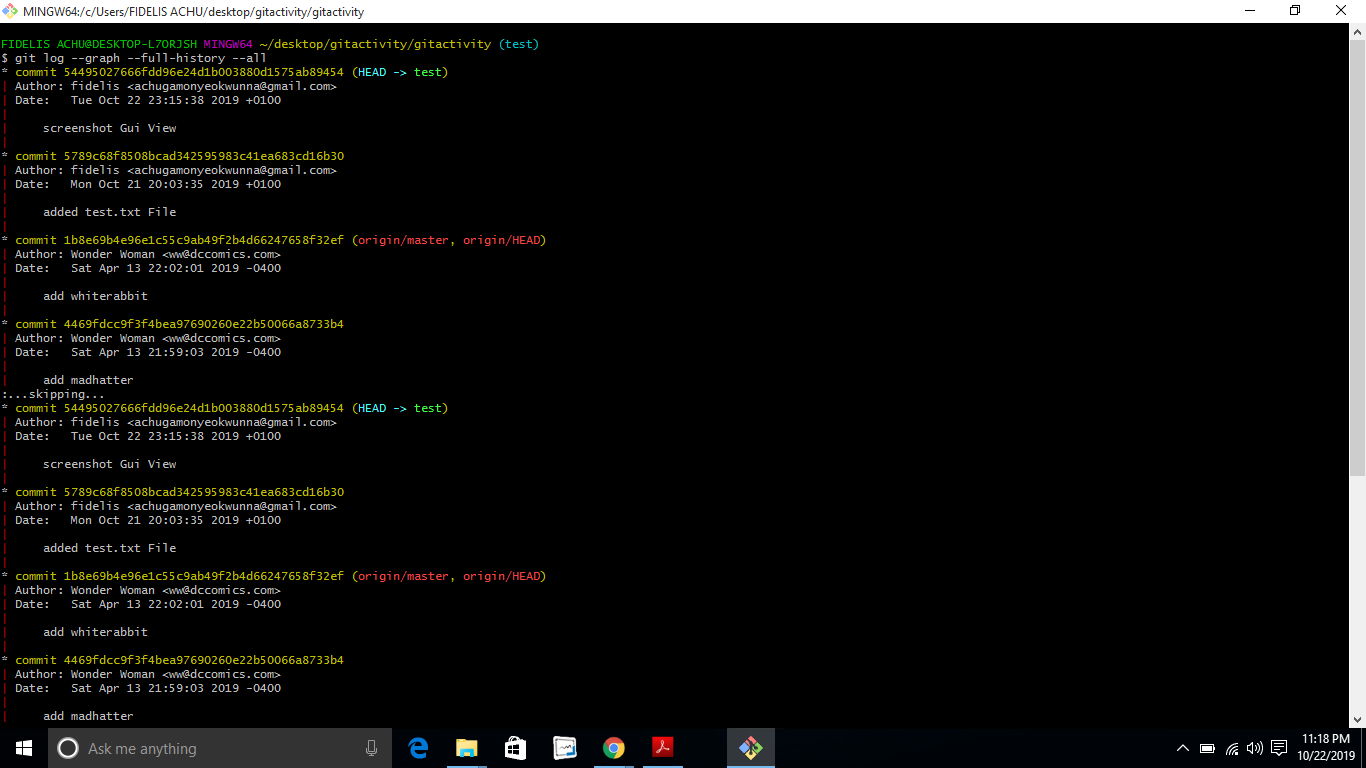 MINGW64:/c/Users/FIDELIS ACHU/desktop/gitactivity/gitactivity
FIDELIS ACHU@DESKTOP-L7ORJSH MINGW64 ~/desktop/gitactivity/gitactivity (test)
$ git log --graph --full-history --all
* commit 54495027666fdd96e24d1b003880d1575ab89454 (HEAD -> test)
| Author: fidelis <achugamonyeokwunna@gmail.com>
| Date:   Tue Oct 22 23:15:38 2019 +0100
|
|     screenshot Gui View
|
* commit 5789c68f8508bcad342595983c41ea683cd16b30
| Author: fidelis <achugamonyeokwunna@gmail.com>
| Date:   Mon Oct 21 20:03:35 2019 +0100
|
|     added test.txt File
|
* commit 1b8e69b4e96e1c55c9ab49f2b4d66247658f32ef (origin/master, origin/HEAD)
| Author: Wonder Woman <ww@dccomics.com>
| Date:   Sat Apr 13 22:02:01 2019 -0400
|
|     add whiterabbit
|
* commit 4469fdcc9f3f4bea97690260e22b50066a8733b4
| Author: Wonder Woman <ww@dccomics.com>
| Date:   Sat Apr 13 21:59:03 2019 -0400
|
|     add madhatter
:...skipping...
* commit 54495027666fdd96e24d1b003880d1575ab89454 (HEAD -> test)
| Author: fidelis <achugamonyeokwunna@gmail.com>
| Date:   Tue Oct 22 23:15:38 2019 +0100
|
|     screenshot Gui View
|
* commit 5789c68f8508bcad342595983c41ea683cd16b30
| Author: fidelis <achugamonyeokwunna@gmail.com>
| Date:   Mon Oct 21 20:03:35 2019 +0100
|
|     added test.txt File
|
* commit 1b8e69b4e96e1c55c9ab49f2b4d66247658f32ef (origin/master, origin/HEAD)
| Author: Wonder Woman <ww@dccomics.com>
| Date:   Sat Apr 13 22:02:01 2019 -0400
|
|     add whiterabbit
|
* commit 4469fdcc9f3f4bea97690260e22b50066a8733b4
| Author: Wonder Woman <ww@dccomics.com>
| Date:   Sat Apr 13 21:59:03 2019 -0400
|
|     add madhatter
Ask me anything
11:18 PM
10/22/2019